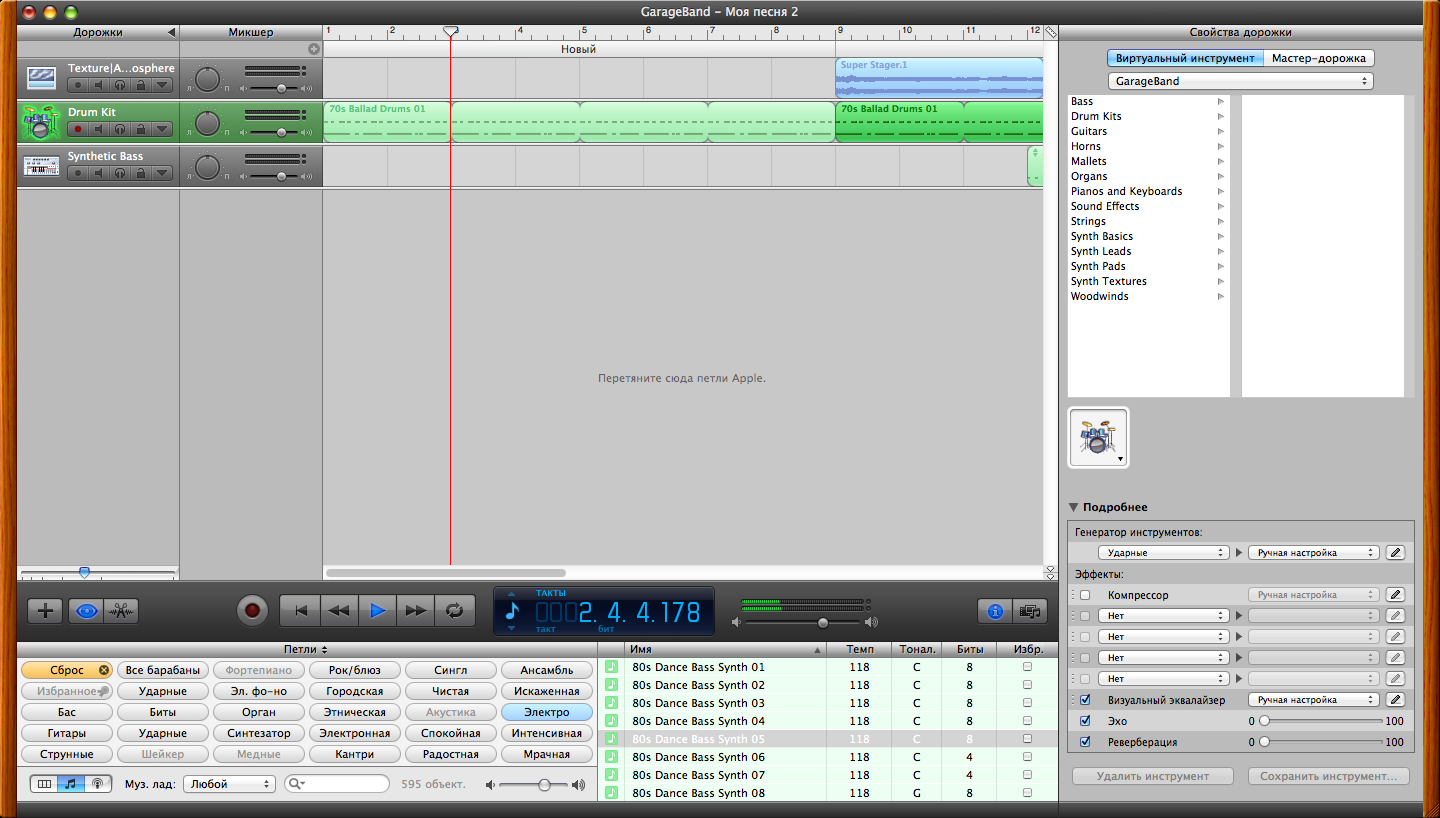 GarageBand – Моя песня 2
Дорожки
Микшер
1 2 3 4 5 6 7 8 9 10 11 12
Новый
Texture|A...osphere
Л П
Super Stager.1
Drum Kit
Л П
70s Ballad Drums 01
70s Ballad Drums 01
Synthetic Bass
Л П
Перетяните сюда петли Apple.
ТАКТЫ
0002. 4. 4.178
такт бит
Петли
Сброс Все барабаны Фортепиано Рок/блюз Сингл Ансамбль
Избранное Ударные Эл. фо-но Городская Чистая Искаженная
Бас Биты Орган Этническая Акустика Электро
Гитары Ударные Синтезатор Электронная Спокойная Интенсивная
Струнные Шейкер Медные Кантри Радостная Мрачная
Муз. лад: Любой 595 объект.
Имя Темп Тонал. Биты Избр.
80s Dance Bass Synth 01 118 C 8
80s Dance Bass Synth 02 118 C 8
80s Dance Bass Synth 03 118 C 8
80s Dance Bass Synth 04 118 C 8
80s Dance Bass Synth 05 118 C 8
80s Dance Bass Synth 06 118 C 4
80s Dance Bass Synth 07 118 C 4
80s Dance Bass Synth 08 118 G 8
Свойства дорожки
Виртуальный инструмент Мастер-дорожка
GarageBand
Bass
Drum Kits
Guitars
Horns
Mallets
Organs
Pianos and Keyboards
Sound Effects
Strings
Synth Basics
Synth Leads
Synth Pads
Synth Textures
Woodwinds
Подробнее
Генератор инструментов:
Ударные Ручная настройка
Эффекты:
Компрессор Ручная настройка
Нет
Нет
Нет
Нет
Визуальный эквалайзер Ручная настройка
Эхо 0 100
Реверберация 0 100
Удалить инструмент Сохранить инструмент...